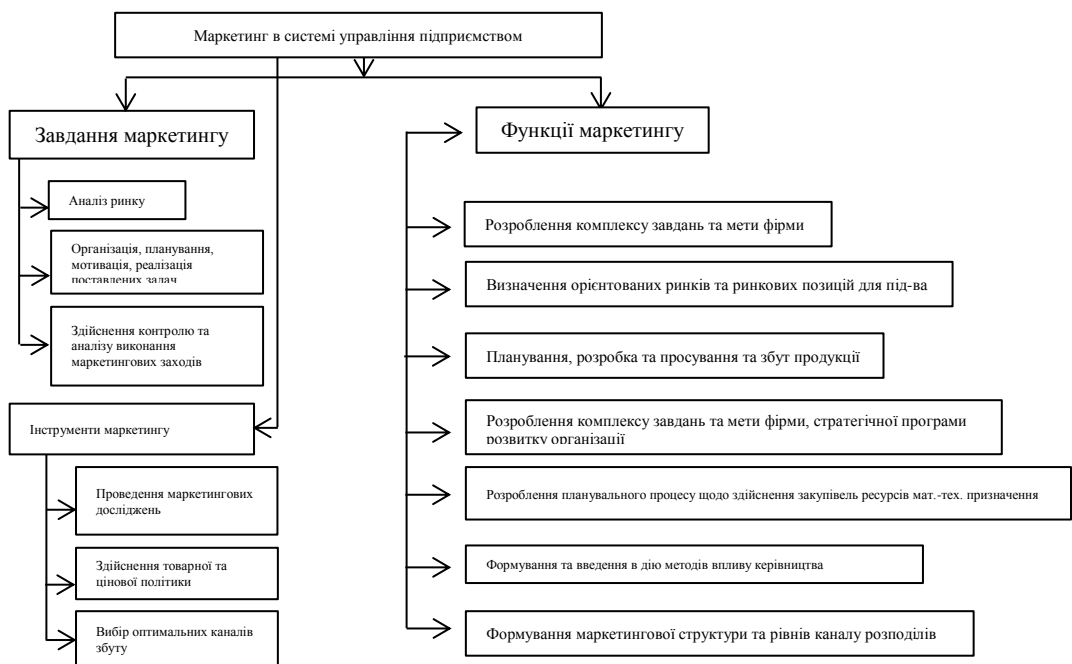 Маркетинг в системі управління підприємством
Завдання маркетингу
Аналіз ринку
Організація, планування,
мотивація, реалізація
поставлених задач
Здійснення контролю та
аналізу виконання
маркетингових заходів
Інструменти маркетингу
Проведення маркетингових
досліджень
Здійснення товарної та
цінової політики
Вибір оптимальних каналів
збуту
Функції маркетингу
Розроблення комплексу завдань та мети фірми
Визначення орієнтованих ринків та ринкових позицій для під-ва
Планування, розробка та просування та збут продукції
Розроблення комплексу завдань та мети фірми, стратегічної програми
розвитку організації
Розроблення планувального процесу щодо здійснення закупівель ресурсів мат.-тех. призначення
Формування та введення в дію методів впливу керівництва
Формування маркетингової структури та рівнів каналу розподілів